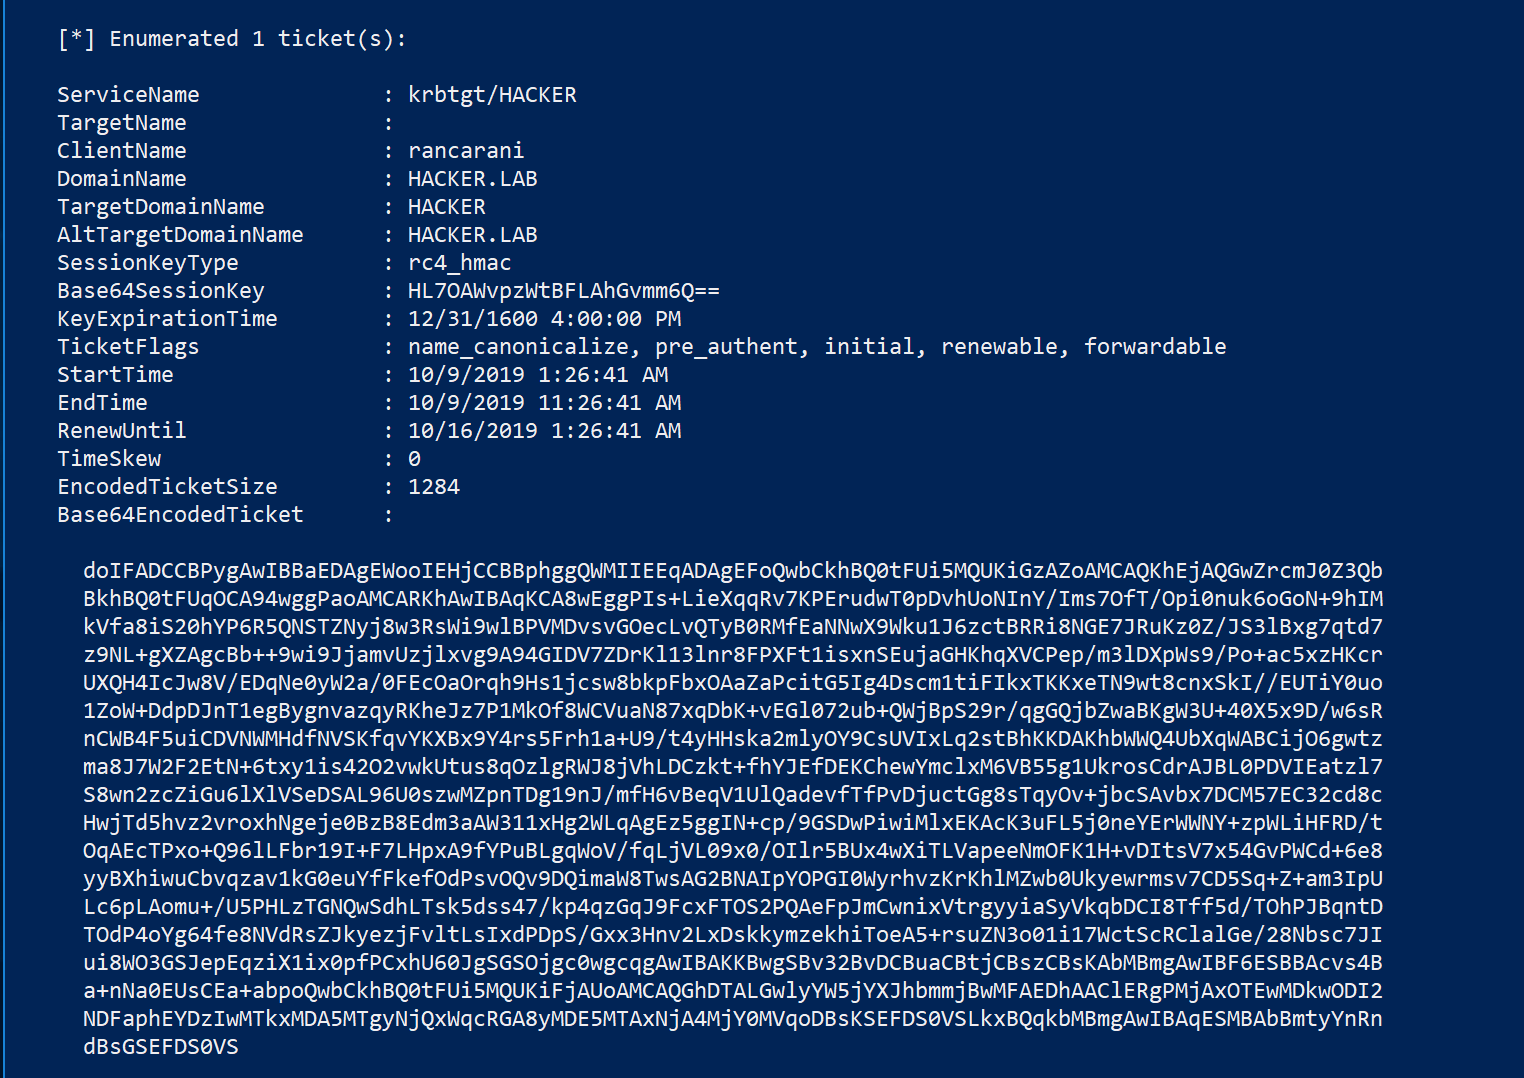 [*] Enumerated 1 ticket(s):
ServiceName : krbtgt/HACKER
TargetName :
ClientName : rancarani
DomainName : HACKER.LAB
TargetDomainName : HACKER
AltTargetDomainName : HACKER.LAB
SessionKeyType : rc4_hmac
Base64SessionKey : HL7OAWvpzWtBFLAhGvmm6Q==
KeyExpirationTime : 12/31/1600 4:00:00 PM
TicketFlags : name_canonicalize, pre_authent, initial, renewable, forwardable
StartTime : 10/9/2019 1:26:41 AM
EndTime : 10/9/2019 11:26:41 AM
RenewUntil : 10/16/2019 1:26:41 AM
TimeSkew : 0
EncodedTicketSize : 1284
Base64EncodedTicket :
doIFADCCBPygAwIBBaEDAgEWooIEHjCCBBphggQWMIIEEqADAgEFoQwbCkhBQ0tFUi5MQUKiGzAZoAMCAQKhEjAQGwZrcmJ0Z3Qb
BkhBQ0tFUqOCA94wggPaoAMCARKhAwIBAqKCA8wEggPIs+LieXqqRv7KPErudwT0pDvhUoNInY/Ims7OfT/Opi0nuk6oGoN+9hIM
kVfa8iS20hYP6R5QNSTZNyj8w3RsWi9wlBPVMDvsvGOecLvQTyB0RMfEaNNwX9Wku1J6zctBRRi8NGE7JRuKz0Z/JS3lBxg7qtd7
z9NL+gXZAgcBb++9wi9JjamvUzjlxvg9A94GIDV7ZDrKl13lnr8FPXFt1isxnSEujaGHKhqXVCPep/m3lDXpWs9/Po+ac5xzHKcr
UXQH4IcJw8V/EDqNe0yW2a/0FEcOaOrqh9Hs1jcsw8bkpFbxOAaZaPcitG5Ig4Dscm1tiFIkxTKKxeTN9wt8cnxSkI//EUTiY0uo
1ZoW+DdpDJnT1egBygnvazqyRKheJz7P1MkOf8WCVuaN87xqDbK+vEGl072ub+QWjBpS29r/qgGQjbZwaBKgW3U+40X5x9D/w6sR
nCWB4F5uiCDVNWMHdfNVSKfqvYKXBx9Y4rs5Frh1a+U9/t4yHHska2mlyOY9CsUVIxLq2stBhKKDAKhbWWQ4UbXqWABCijO6gwtz
ma8J7W2F2EtN+6txy1is42O2vwkUtus8qOzlgRWJ8jVhLDCzkt+fhYJEfDEKChewYmclxM6VB55g1UkrosCdrAJBL0PDVIEatzl7
S8wn2zcZiGu6lXlVSeDSAL96U0szwMZpnTDg19nJ/mfH6vBeqV1UlQadevfTfPvDjuctGg8sTqyOv+jbcSAvbx7DCM57EC32cd8c
HwjTd5hvz2vroxhNgeje0BzB8Edm3aAW311xHg2WLqAgEz5ggIN+cp/9GSDwPiwiMlxEKAcK3uFL5j0neYErWWNY+zpWLiHFRD/t
OqAEcTPxo+Q96lLFbr19I+F7LHpxA9fYPuBLgqWoV/fqLjVL09x0/OIlr5BUx4wXiTLVapeeNmOFK1H+vDItsV7x54GvPWCd+6e8
yyBXhiwuCbvqzav1kG0euYfFkefOdPsvOQv9DQimaW8TwsAG2BNAIpYOPGI0WyrhvzKrKhlMZwb0Ukyewrmsv7CD5Sq+Z+am3IpU
Lc6pLAomu+/U5PHLzTGNQwSdhLTsk5dss47/kp4qzGqJ9FcxFTOS2PQAeFpJmCwnixVtrgyyiaSyVkqbDCI8Tff5d/TOhPJBqntD
TOdP4oYg64fe8NVdRsZJkyezjFvltLsIxdPDpS/Gxx3Hnv2LxDskkymzekhiToeA5+rsuZN3o01i17WctScRClalGe/28Nbsc7JI
ui8WO3GSJepEqziX1ix0pfPCxhU60JgSGSOjgc0wgcqgAwIBAKKBwgSBv32BvDCBuaCBtjCBszCBsKAbMBmgAwIBF6ESBBAcvs4B
a+nNa0EUsCEa+abpoQwbCkhBQ0tFUi5MQUKiFjAUoAMCAQGhDTALGwlyYW5jYXJhbmmjBwMFAEDhAAClERgPMjAxOTEwMDkwODI2
NDFaphEYDzIwMTkxMDA5MTgyNjQxWqcRGA8yMDE5MTAxNjA4MjY0MVqoDBsKSEFDS0VSLkxBQqkbMBmgAwIBAqESMBAbBmtyYnRn
dBsGSEFDS0VS